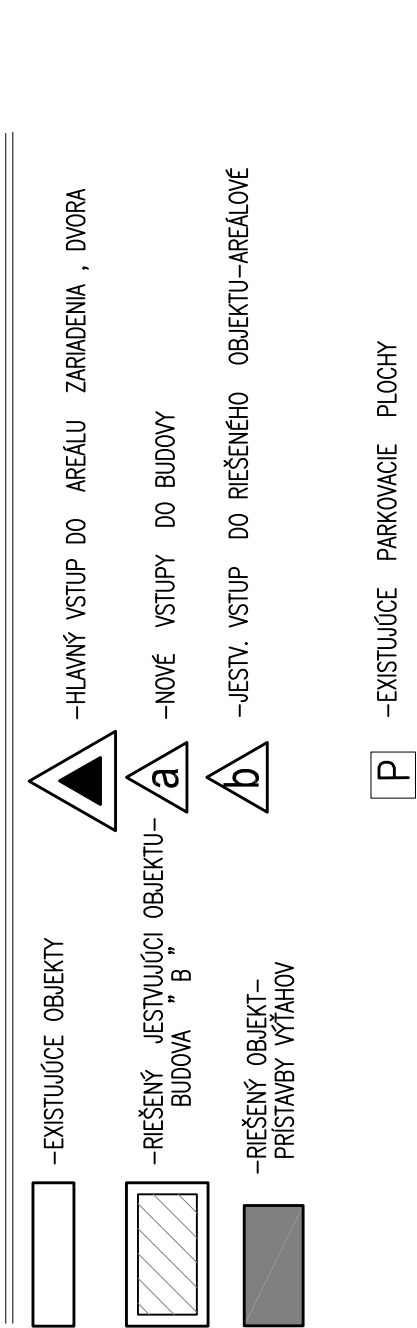 -EXISTUJÚCE OBJEKTY
-RIEŠENÝ JESTVUJÚCI OBJEKTU-
BUDOVA " B "
-RIEŠENÝ OBJEKT-
PRÍSTAVBY VÝŤAHOV
-HLAVNÝ VSTUP DO AREÁLU ZARIADENIA , DVORA
a -NOVÉ VSTUPY DO BUDOVY
b -JESTV. VSTUP DO RIEŠENÉHO OBJEKTU-AREÁLOVÉ
P -EXISTUJÚCE PARKOVACIE PLOCHY